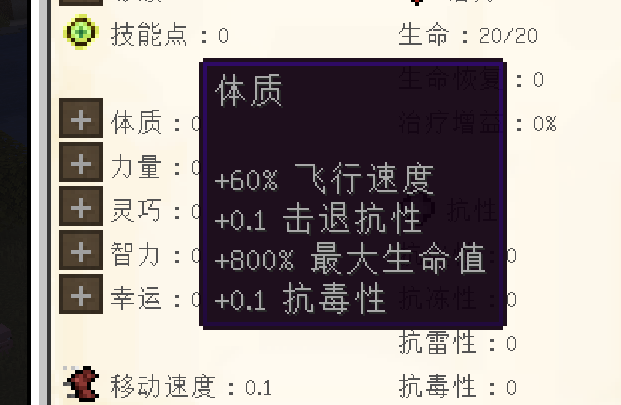 技能点：0
生命：20/20
生命恢复：0
体质：0
治疗增益：0%
力量：0
灵巧：0
抗性
智力：0
0
幸运：0
抗冻性：0
抗雷性：0
移动速度：0.1
抗毒性：0
体质
+60% 飞行速度
+0.1 击退抗性
+800% 最大生命值
+0.1 抗毒性